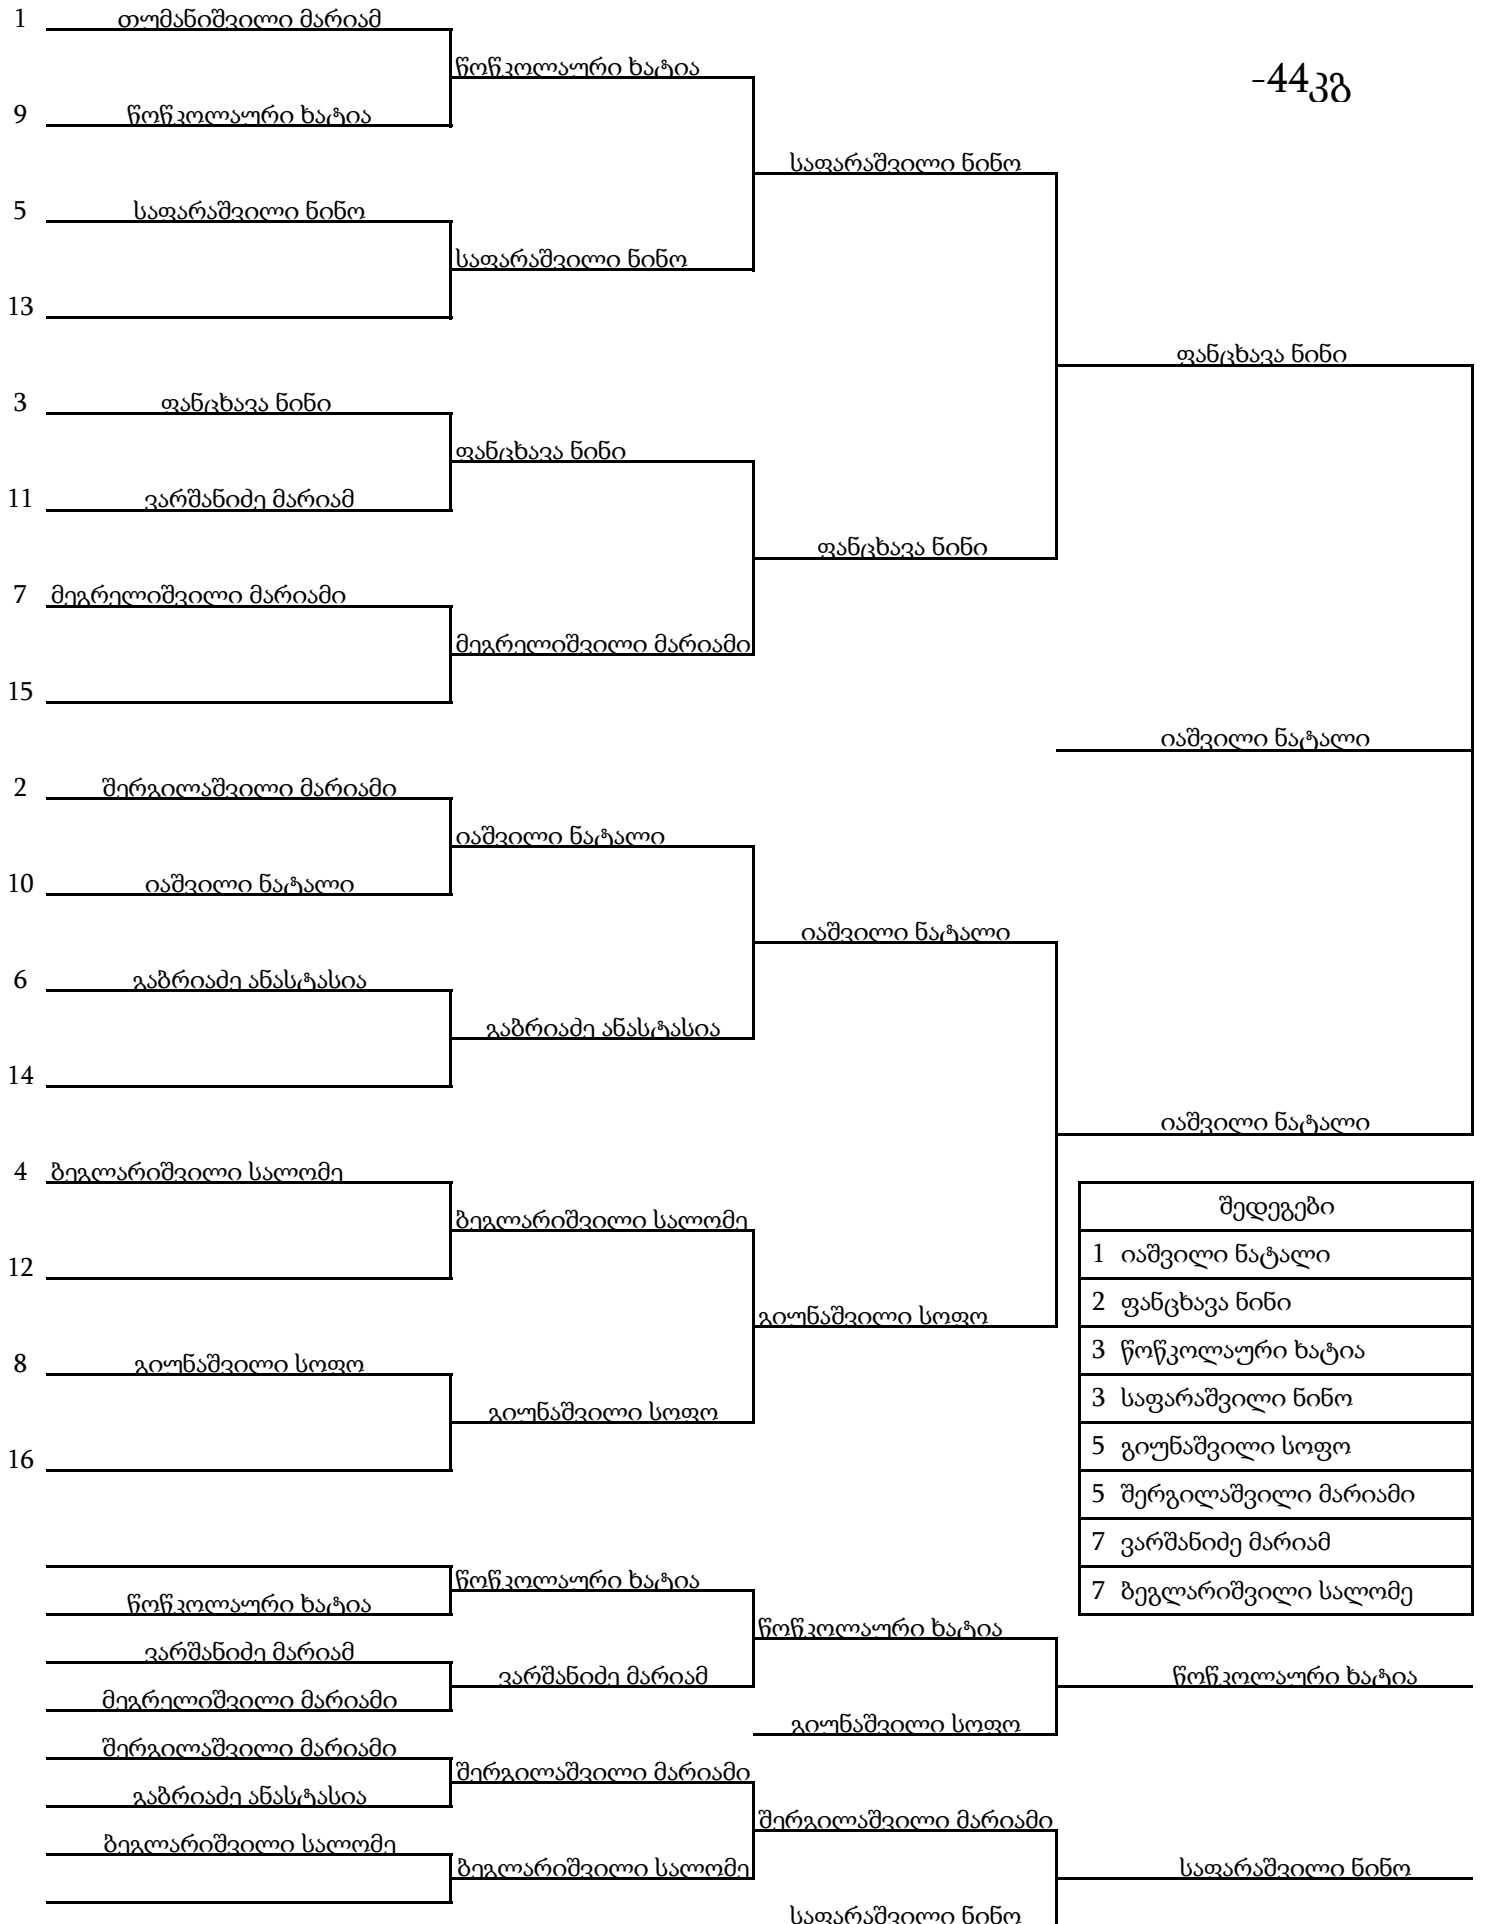 1 თუმანიშვილი მარიამ
წოწკოლაური ხატია
-44კგ
9 წოწკოლაური ხატია
საფარაშვილი ნინო
5 საფარაშვილი ნინო
საფარაშვილი ნინო
13
ფანცხავა ნინი
3 ფანცხავა ნინი
ფანცხავა ნინი
11 ვარშანიძე მარიამ
ფანცხავა ნინი
7 მეგრელიშვილი მარიამი
მეგრელიშვილი მარიამი
15
იაშვილი ნატალი
2 შერგილაშვილი მარიამი
იაშვილი ნატალი
10 იაშვილი ნატალი
იაშვილი ნატალი
6 გაბრიაძე ანასტასია
გაბრიაძე ანასტასია
14
იაშვილი ნატალი
4 ბეგლარიშვილი სალომე
ბეგლარიშვილი სალომე
12
გიუნაშვილი სოფო
8 გიუნაშვილი სოფო
გიუნაშვილი სოფო
16
შედეგები
1 იაშვილი ნატალი
2 ფანცხავა ნინი
3 წოწკოლაური ხატია
3 საფარაშვილი ნინო
5 გიუნაშვილი სოფო
5 შერგილაშვილი მარიამი
7 ვარშანიძე მარიამ
7 ბეგლარიშვილი სალომე
წოწკოლაური ხატია
წოწკოლაური ხატია
წოწკოლაური ხატია
ვარშანიძე მარიამ
ვარშანიძე მარიამ
წოწკოლაური ხატია
მეგრელიშვილი მარიამი
გიუნაშვილი სოფო
შერგილაშვილი მარიამი
შერგილაშვილი მარიამი
გაბრიაძე ანასტასია
შერგილაშვილი მარიამი
ბეგლარიშვილი სალომე
ბეგლარიშვილი სალომე
საფარაშვილი ნინო
საფარაშვილი ნინო